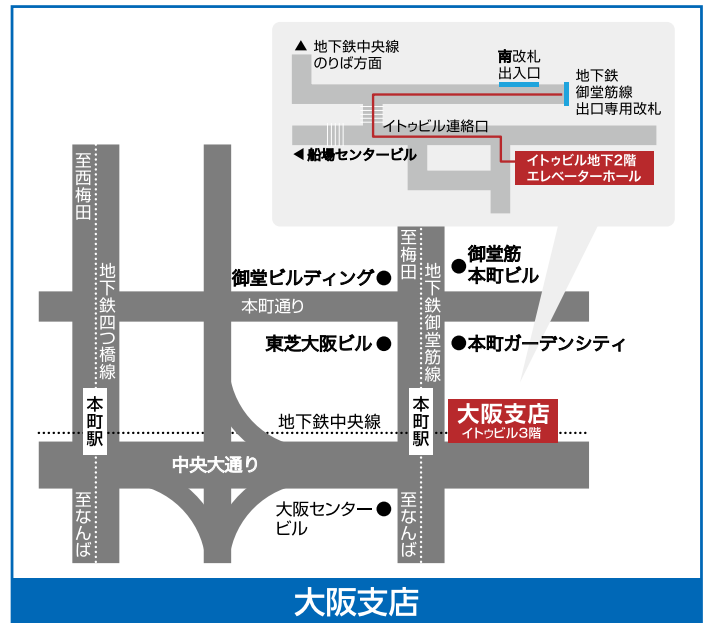 ▲ 地下鉄中央線
のりば方面
南改札
出入口
地下鉄
御堂筋線
出口専用改札
イトゥビル連絡口
◀ 船場センタービル
イトゥビル地下2階
エレベーターホール
至西梅田
地下鉄四つ橋線
本町駅
至なんば
至梅田
地下鉄御堂筋線
本町駅
至なんば
御堂ビルディング
御堂筋
本町ビル
本町通り
東芝大阪ビル
本町ガーデンシティ
地下鉄中央線
大阪支店
イトゥビル3階
中央大通り
大阪センター
ビル
大阪支店